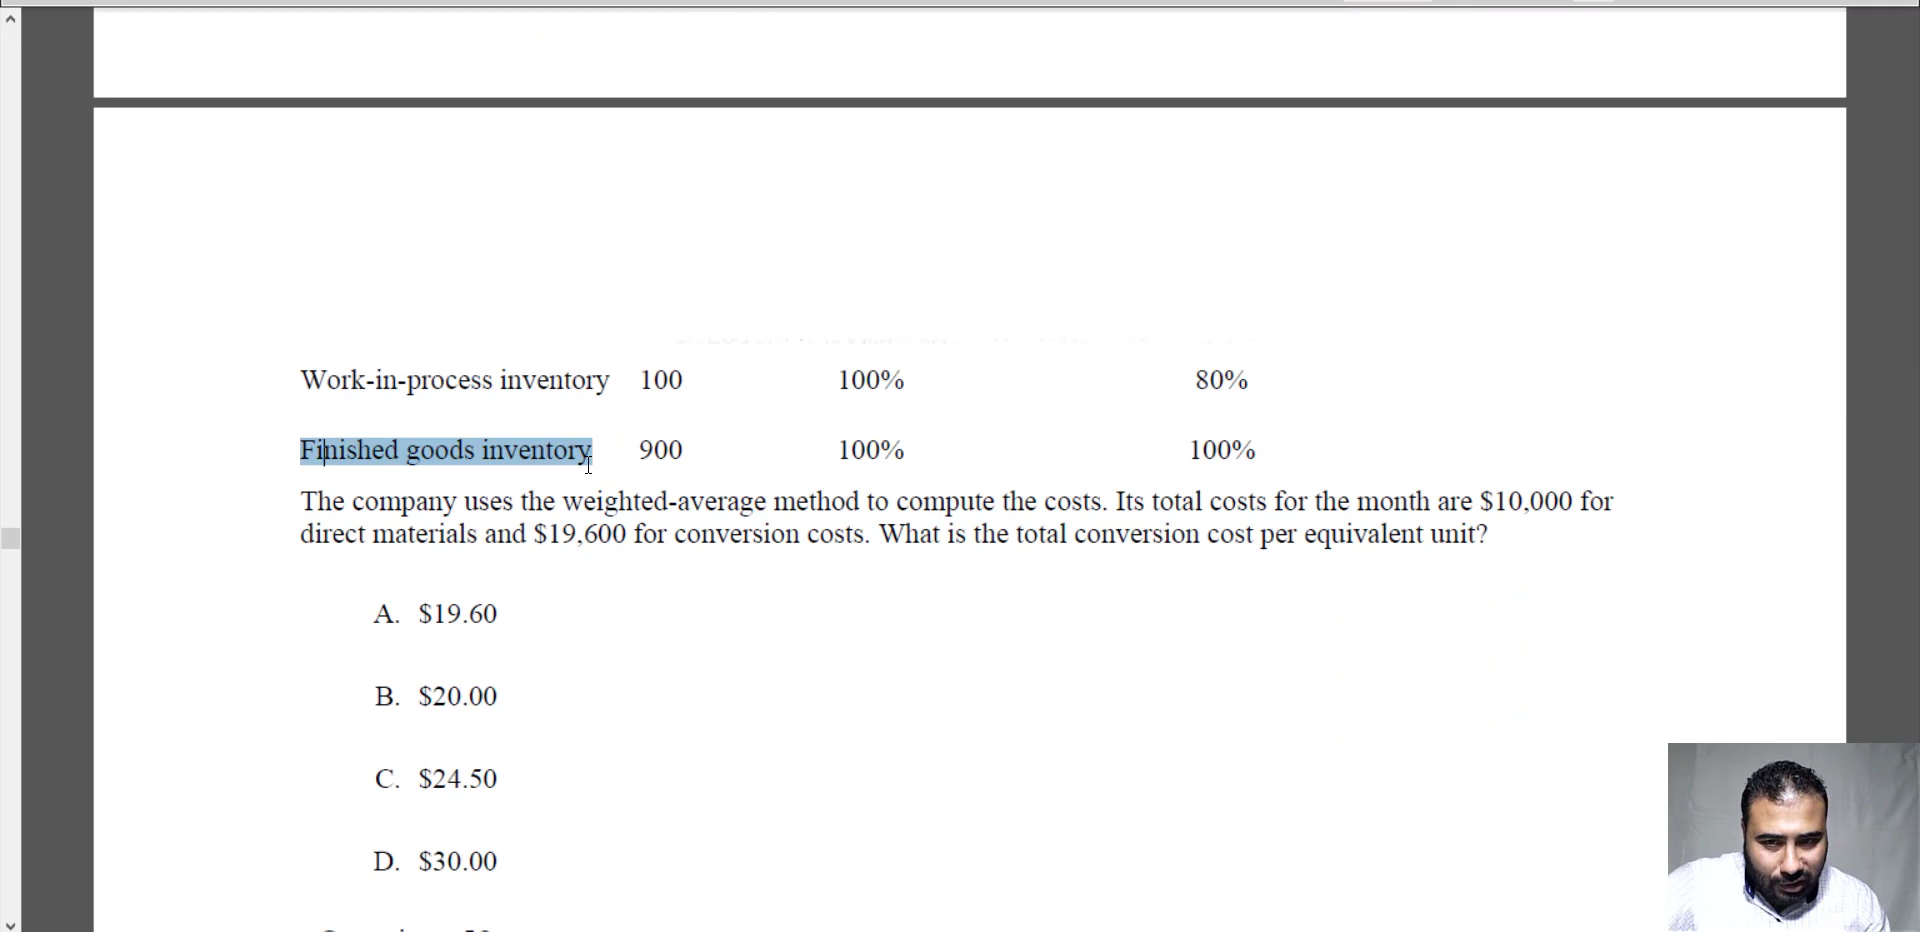 Work-in-process inventory 100 100% 80%
Finished goods inventory 900 100% 100%
The company uses the weighted-average method to compute the costs. Its total costs for the month are $10,000 for
direct materials and $19,600 for conversion costs. What is the total conversion cost per equivalent unit?
A. $19.60
B. $20.00
C. $24.50
D. $30.00